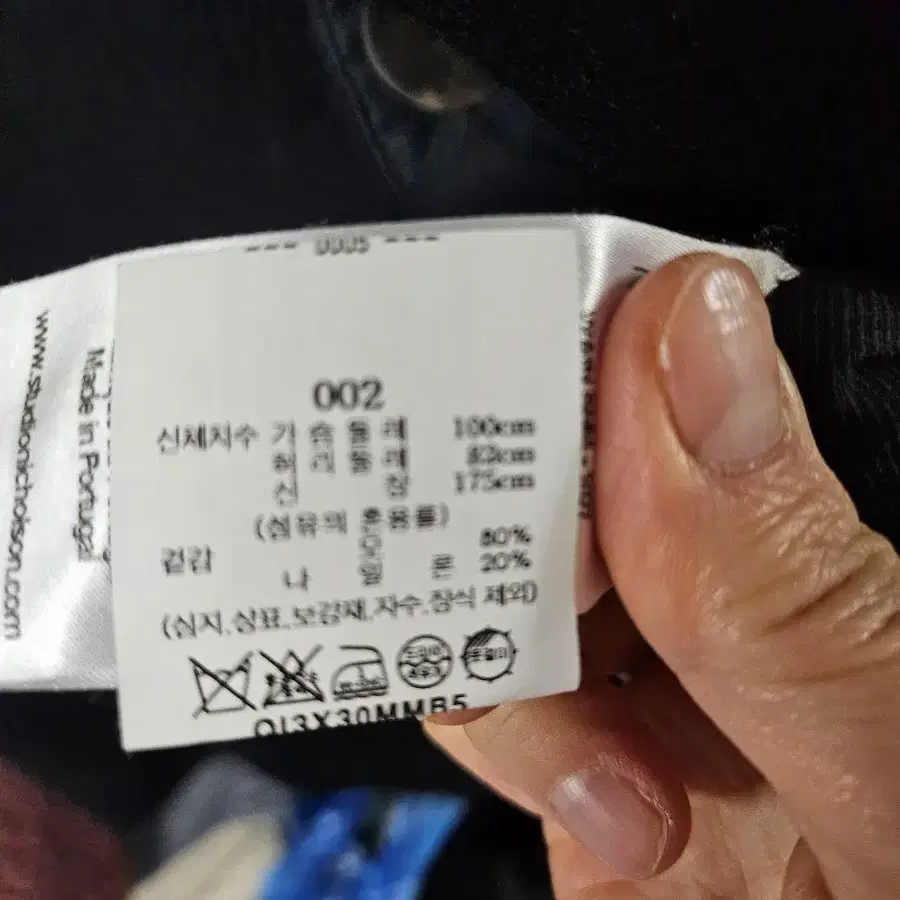 --- 0005 ---
002
신체치수 가 슴 둘 레 100cm
허 리 둘 레 82cm
신 장 175cm
(섬유의 혼용률)
겉감 모 80%
나 일 론 20%
(심지,상표,보강재,자수,장식 제외)
QI3X30MMB5
www.studionicholson.com
Made in Portugal